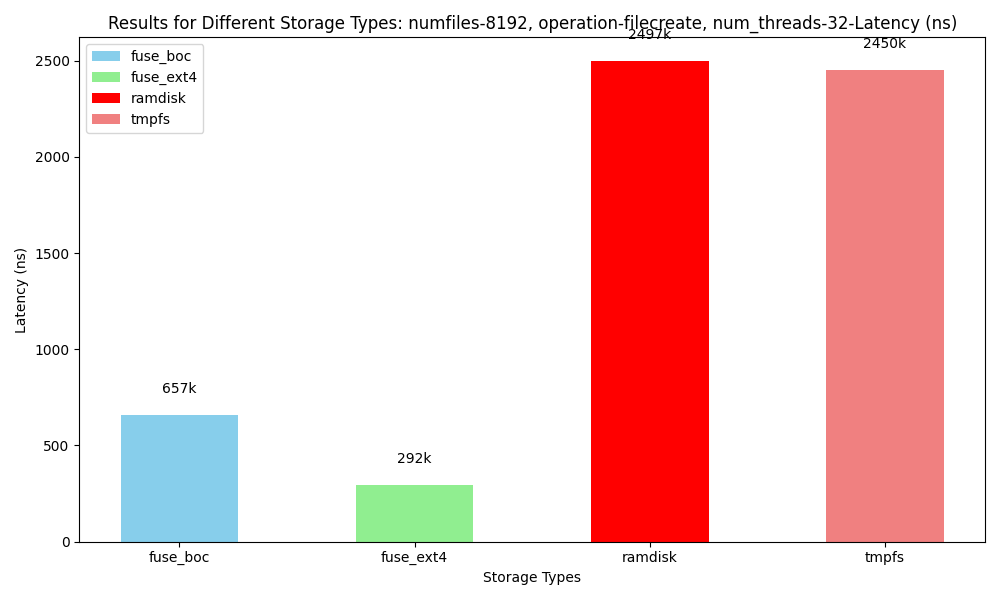 Results for Different Storage Types: numfiles-8192, operation-filecreate, num_threads-32-Latency (ns)
fuse_boc
fuse_ext4
ramdisk
tmpfs
2497k
2450k
657k
292k
2500
2000
1500
1000
500
0
Latency (ns)
fuse_boc
fuse_ext4
ramdisk
tmpfs
Storage Types